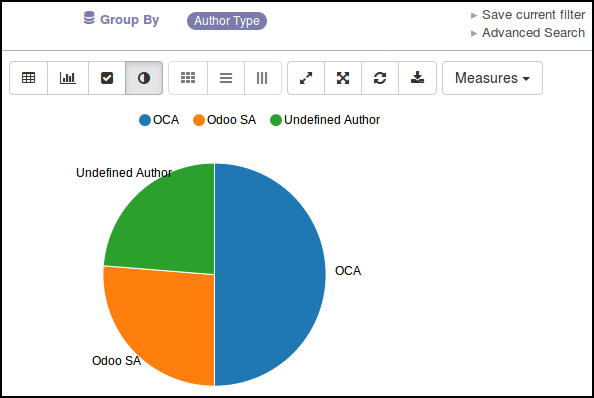 Group By
Author Type
Save current filter
Advanced Search
Measures
OCA Odoo SA Undefined Author
Undefined Author
OCA
Odoo SA